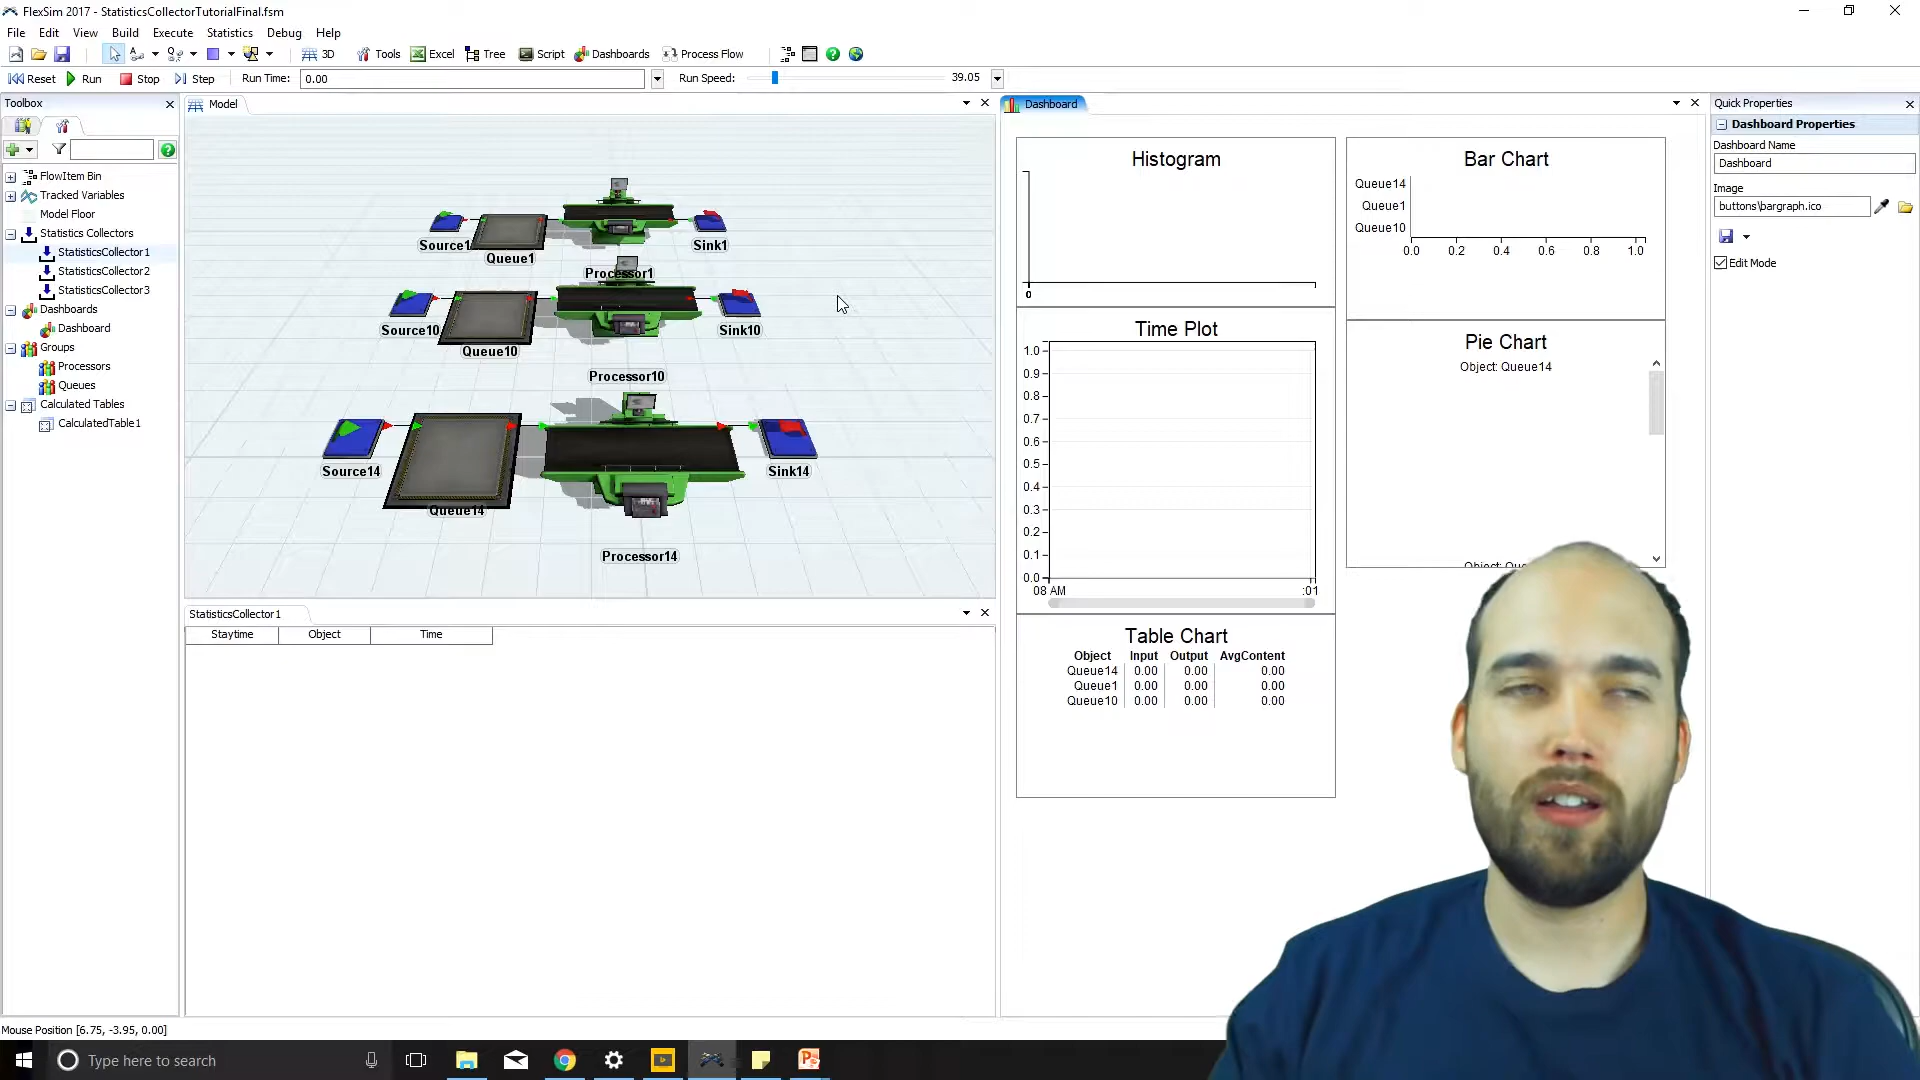 FlexSim 2017 - StatisticsCollectorTutorialFinal.fsm
File Edit View Build Execute Statistics Debug Help
3D Tools Excel Tree Script Dashboards Process Flow
Reset Run Stop Step Run Time: 0.00 Run Speed: 39.05
Toolbox
FlowItem Bin
Tracked Variables
Model Floor
Statistics Collectors
StatisticsCollector1
StatisticsCollector2
StatisticsCollector3
Dashboards
Dashboard
Groups
Processors
Queues
Calculated Tables
CalculatedTable1
Model
Source1
Queue1
Processor1
Sink1
Source10
Queue10
Processor10
Sink10
Source14
Queue14
Processor14
Sink14
StatisticsCollector1
Staytime Object Time
Dashboard
Histogram
0
Time Plot
1.0
0.9
0.8
0.7
0.6
0.5
0.4
0.3
0.2
0.1
0.0
08 AM :01
Table Chart
Object Input Output AvgContent
Queue14 0.00 0.00 0.00
Queue1 0.00 0.00 0.00
Queue10 0.00 0.00 0.00
Bar Chart
Queue14
Queue1
Queue10
0.0 0.2 0.4 0.6 0.8 1.0
Pie Chart
Object: Queue14
Quick Properties
Dashboard Properties
Dashboard Name
Dashboard
Image
buttons\bargraph.ico
Edit Mode
Mouse Position [6.75, -3.95, 0.00]
Type here to search